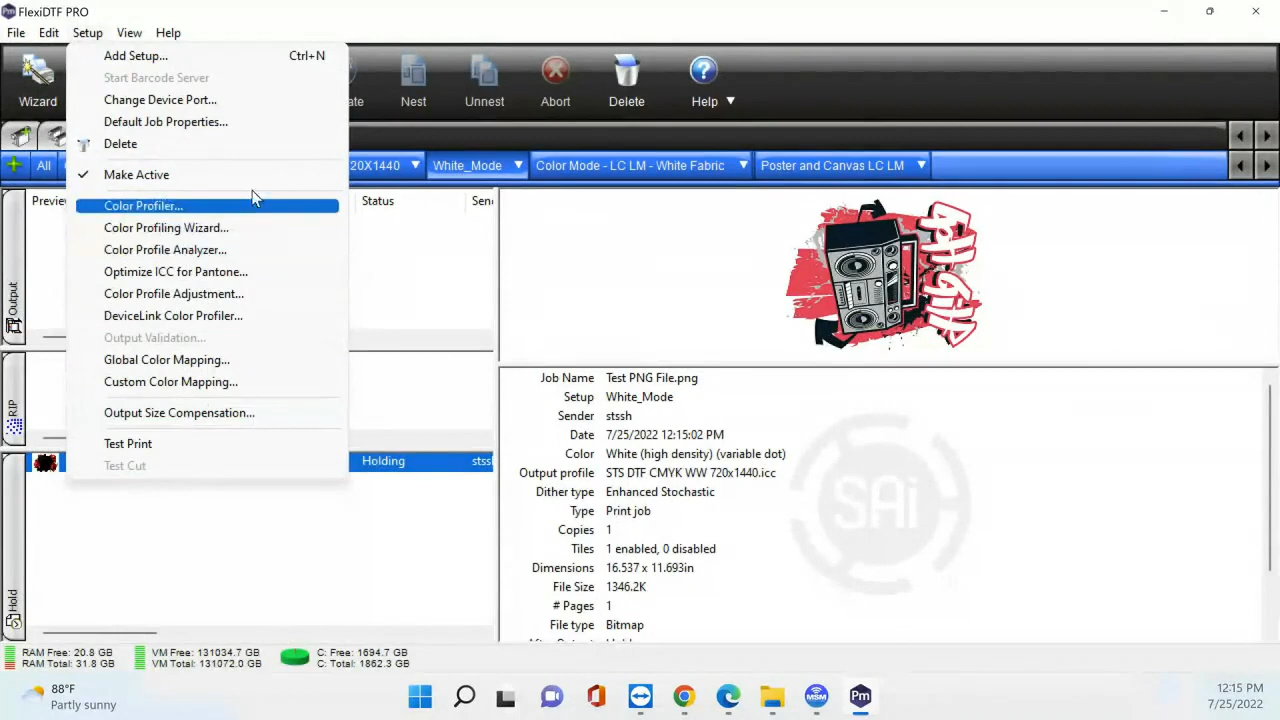 FlexiDTF PRO
File Edit Setup View Help
Wizard
ate
Nest
Unnest
Abort
Delete
Help
Add Setup... Ctrl+N
Start Barcode Server
Change Device Port...
Default Job Properties...
Delete
Make Active
Color Profiler...
Color Profiling Wizard...
Color Profile Analyzer...
Optimize ICC for Pantone...
Color Profile Adjustment...
DeviceLink Color Profiler...
Output Validation...
Global Color Mapping...
Custom Color Mapping...
Output Size Compensation...
Test Print
Test Cut
All
20X1440
White_Mode
Color Mode - LC LM - White Fabric
Poster and Canvas LC LM
Preview
Status
Sen
Output
RIP
Hold
Holding
stssh
Job Name Test PNG File.png
Setup White_Mode
Sender stssh
Date 7/25/2022 12:15:02 PM
Color White (high density) (variable dot)
Output profile STS DTF CMYK WW 720x1440.icc
Dither type Enhanced Stochastic
Type Print job
Copies 1
Tiles 1 enabled, 0 disabled
Dimensions 16.537 x 11.693in
File Size 1346.2K
# Pages 1
File type Bitmap
SAi
RAM Free: 20.8 GB
RAM Total: 31.8 GB
VM Free: 131034.7 GB
VM Total: 131072.0 GB
C: Free: 1694.7 GB
C: Total: 1862.3 GB
88°F
Partly sunny
MSM
Pm
12:15 PM
7/25/2022